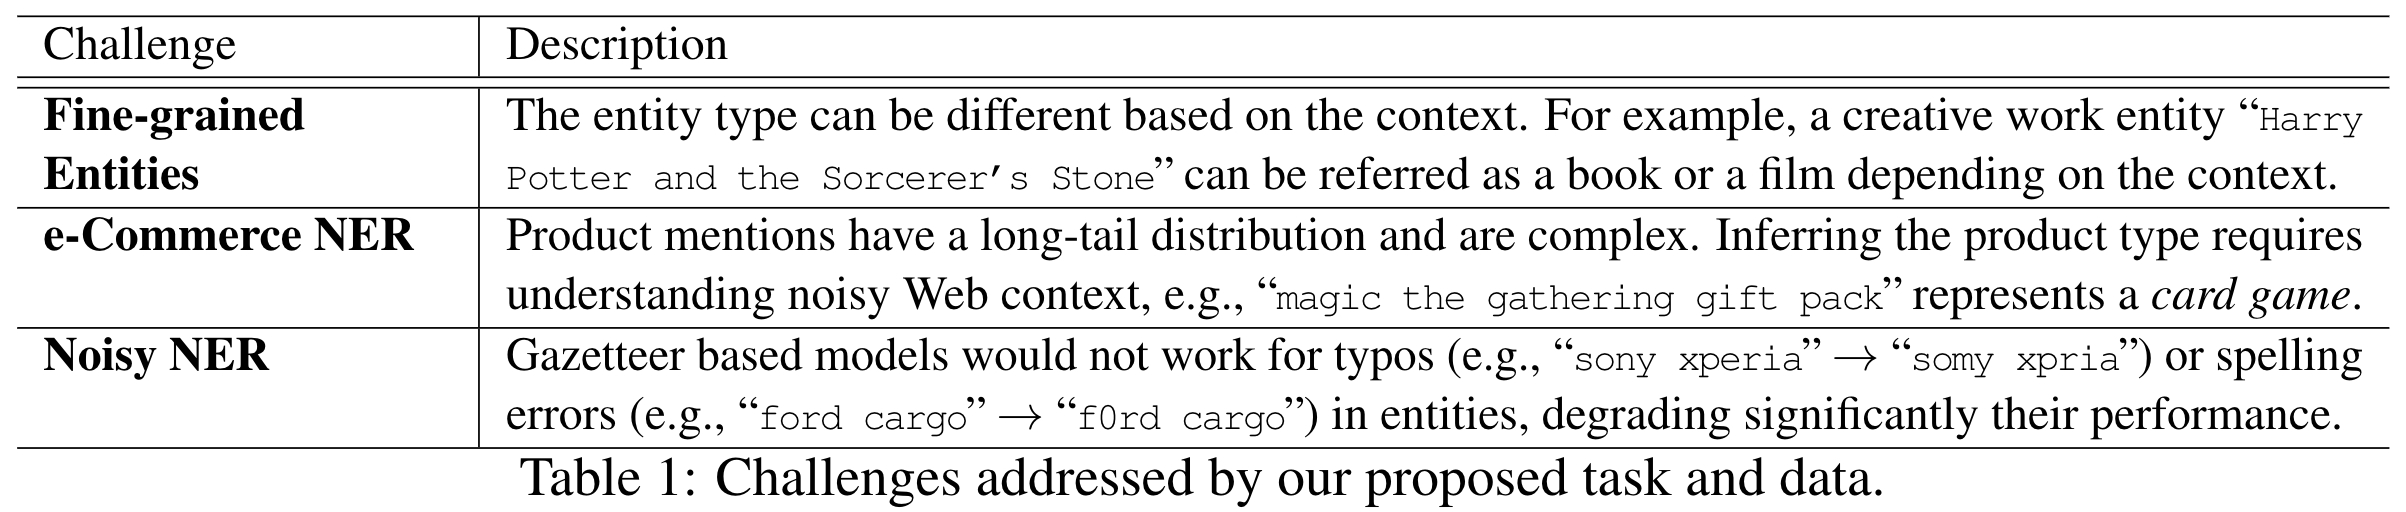 Challenge Description
Fine-grained The entity type can be different based on the context. For example, a creative work entity “Harry
Entities Potter and the Sorcerer’s Stone” can be referred as a book or a film depending on the context.
e-Commerce NER Product mentions have a long-tail distribution and are complex. Inferring the product type requires
understanding noisy Web context, e.g., “magic the gathering gift pack” represents a card game.
Noisy NER Gazetteer based models would not work for typos (e.g., “sony xperia” → “somy xpria”) or spelling
errors (e.g., “ford cargo” → “f0rd cargo”) in entities, degrading significantly their performance.
Table 1: Challenges addressed by our proposed task and data.